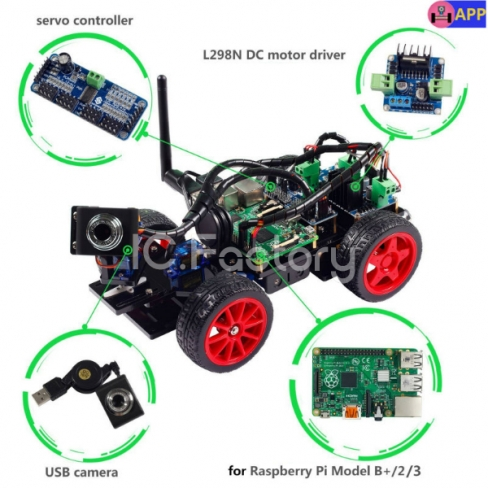 servo controller
APP
L298N DC motor driver
IC.Factory
USB camera
for Raspberry Pi Model B+/2/3